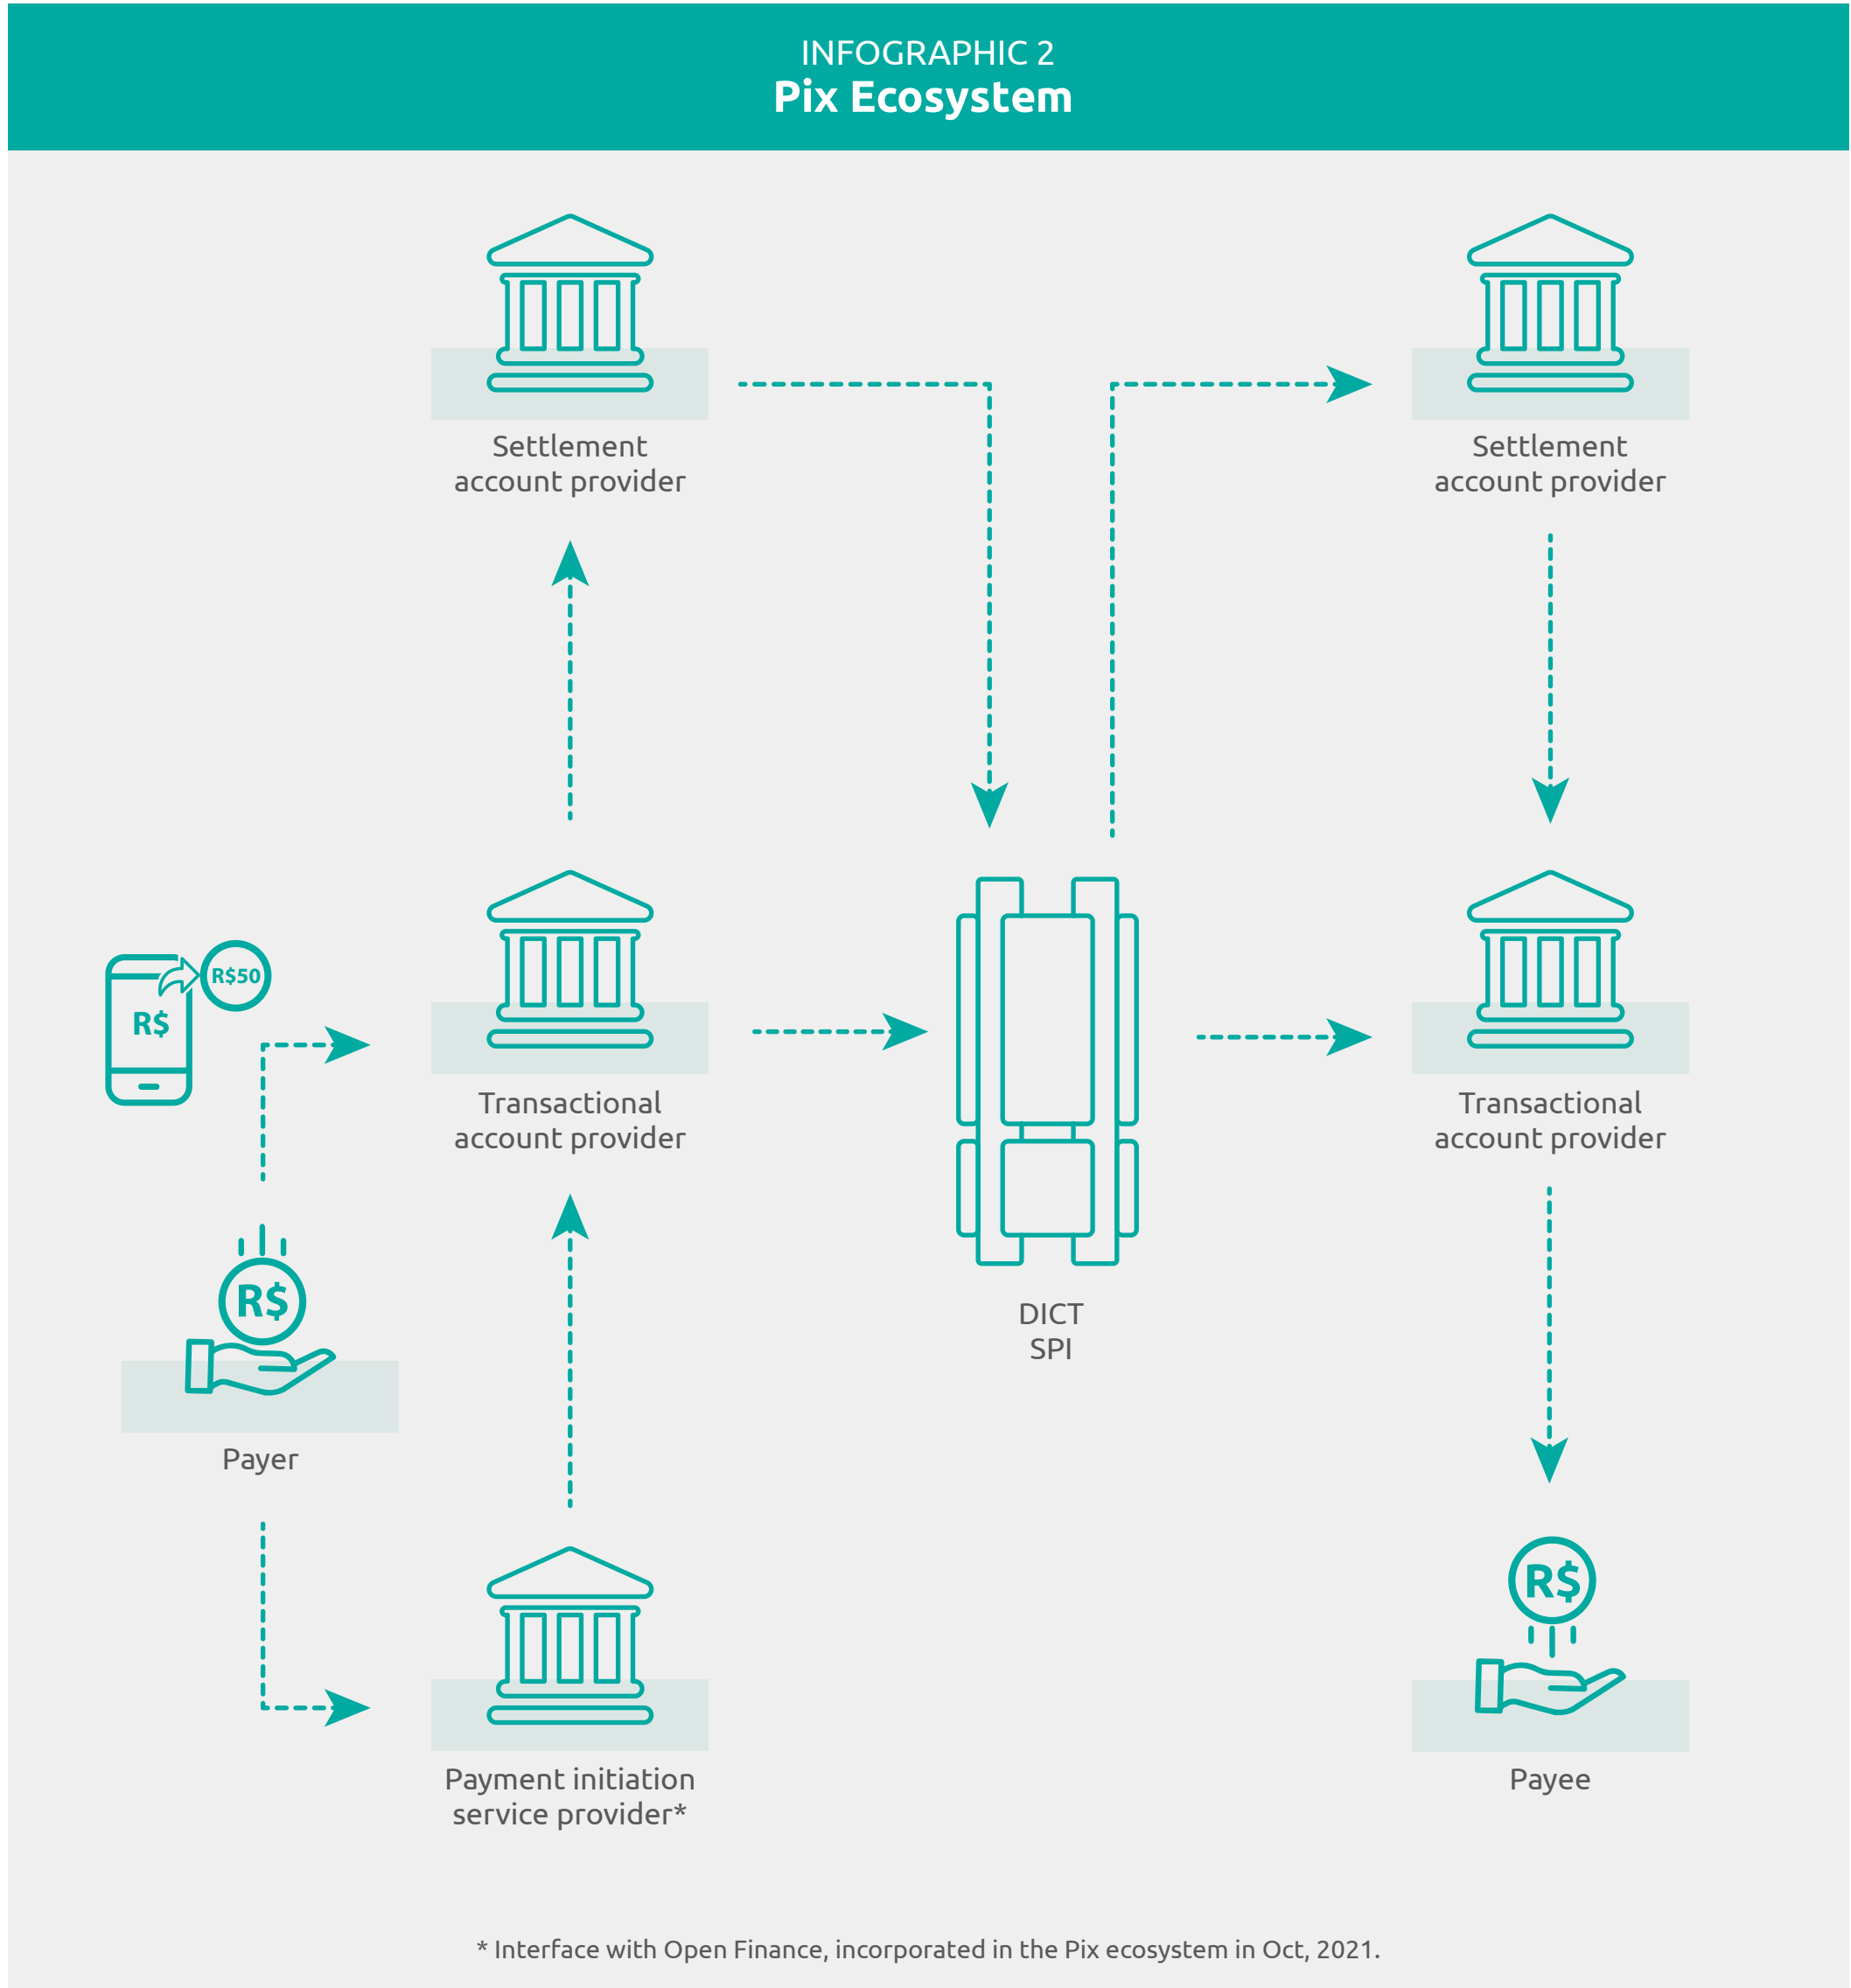 INFOGRAPHIC 2
Pix Ecosystem
Settlement
account provider
Settlement
account provider
R$50
R$
Transactional
account provider
Transactional
account provider
R$
Payer
DICT
SPI
R$
Payment initiation
service provider*
Payee
* Interface with Open Finance, incorporated in the Pix ecosystem in Oct, 2021.